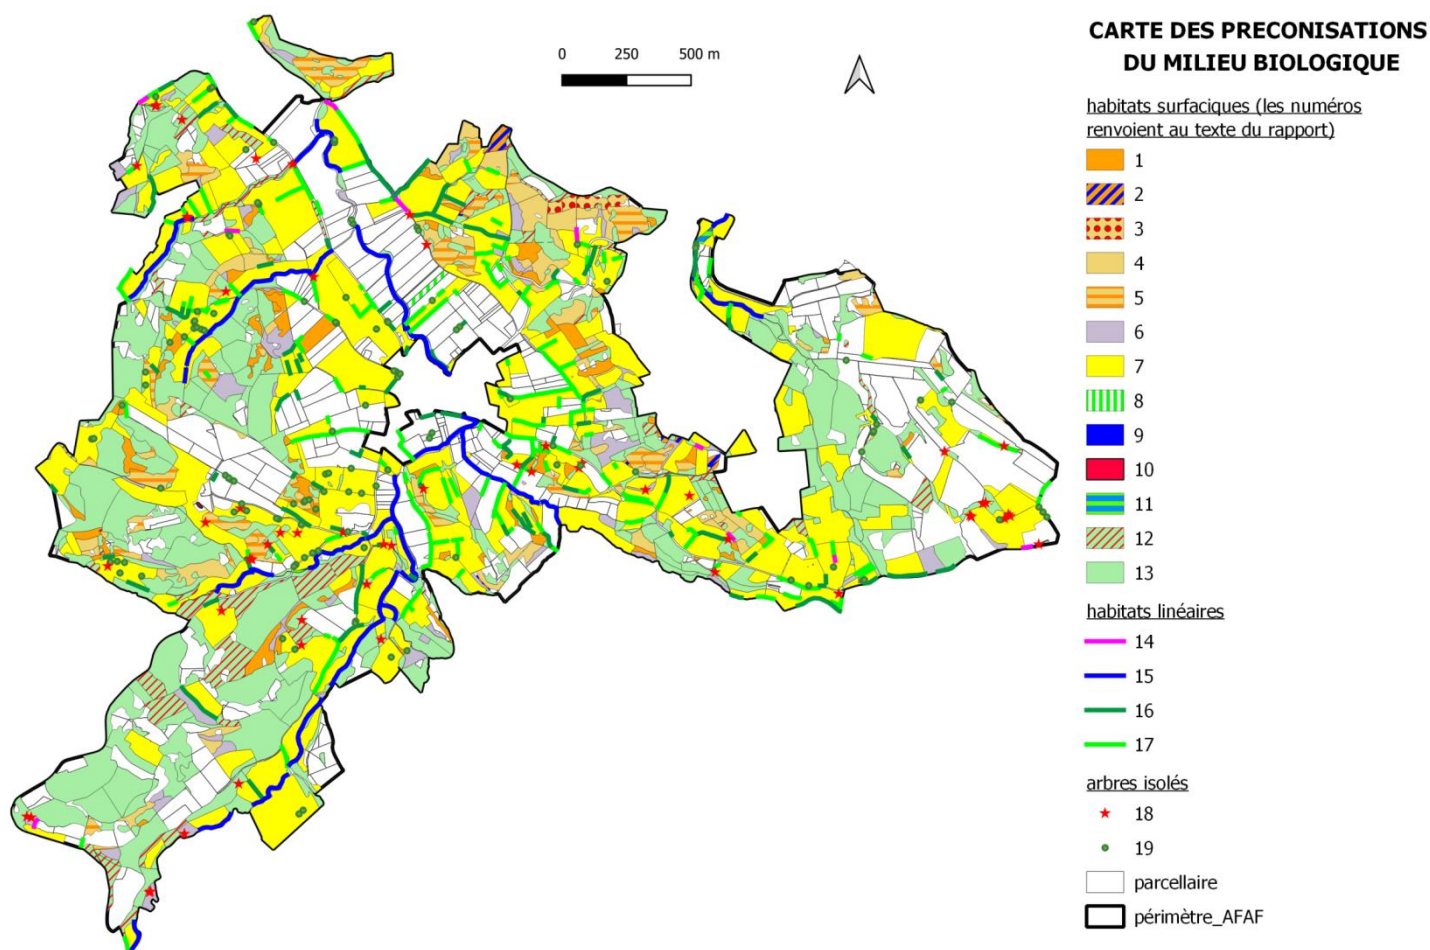 0 250 500 m
CARTE DES PRECONISATIONS
DU MILIEU BIOLOGIQUE
habitats surfaciques (les numéros
renvoient au texte du rapport)
1
2
3
4
5
6
7
8
9
10
11
12
13
habitats linéaires
14
15
16
17
arbres isolés
18
19
parcellaire
périmètre_AFAF